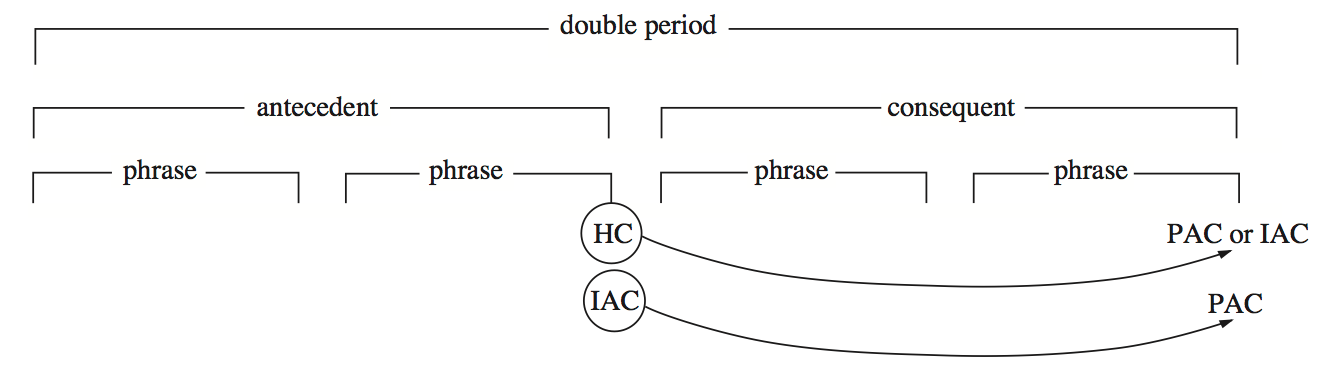 double period
antecedent consequent
phrase phrase phrase phrase
HC PAC or IAC
IAC PAC